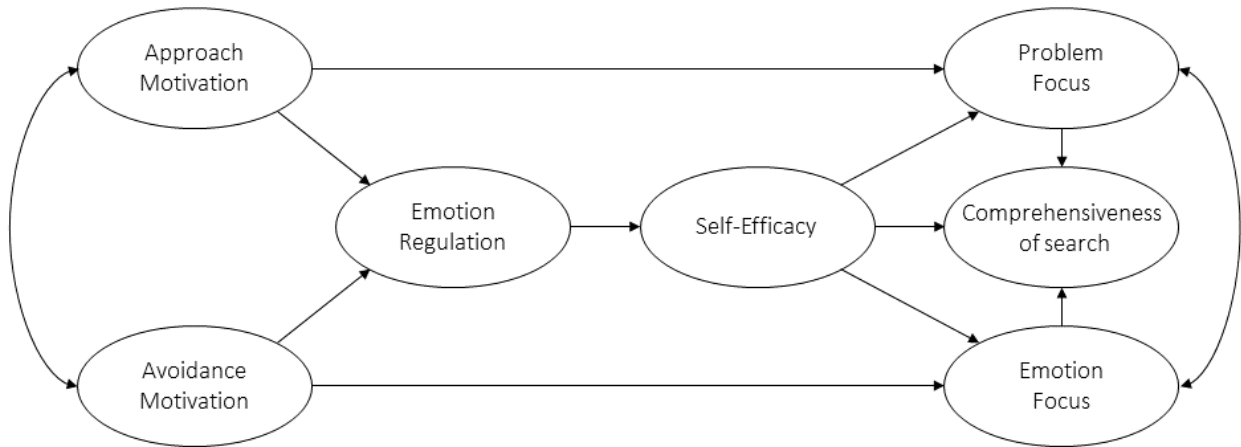 Approach
Motivation
Problem
Focus
Emotion
Regulation
Self-Efficacy
Comprehensiveness
of search
Avoidance
Motivation
Emotion
Focus